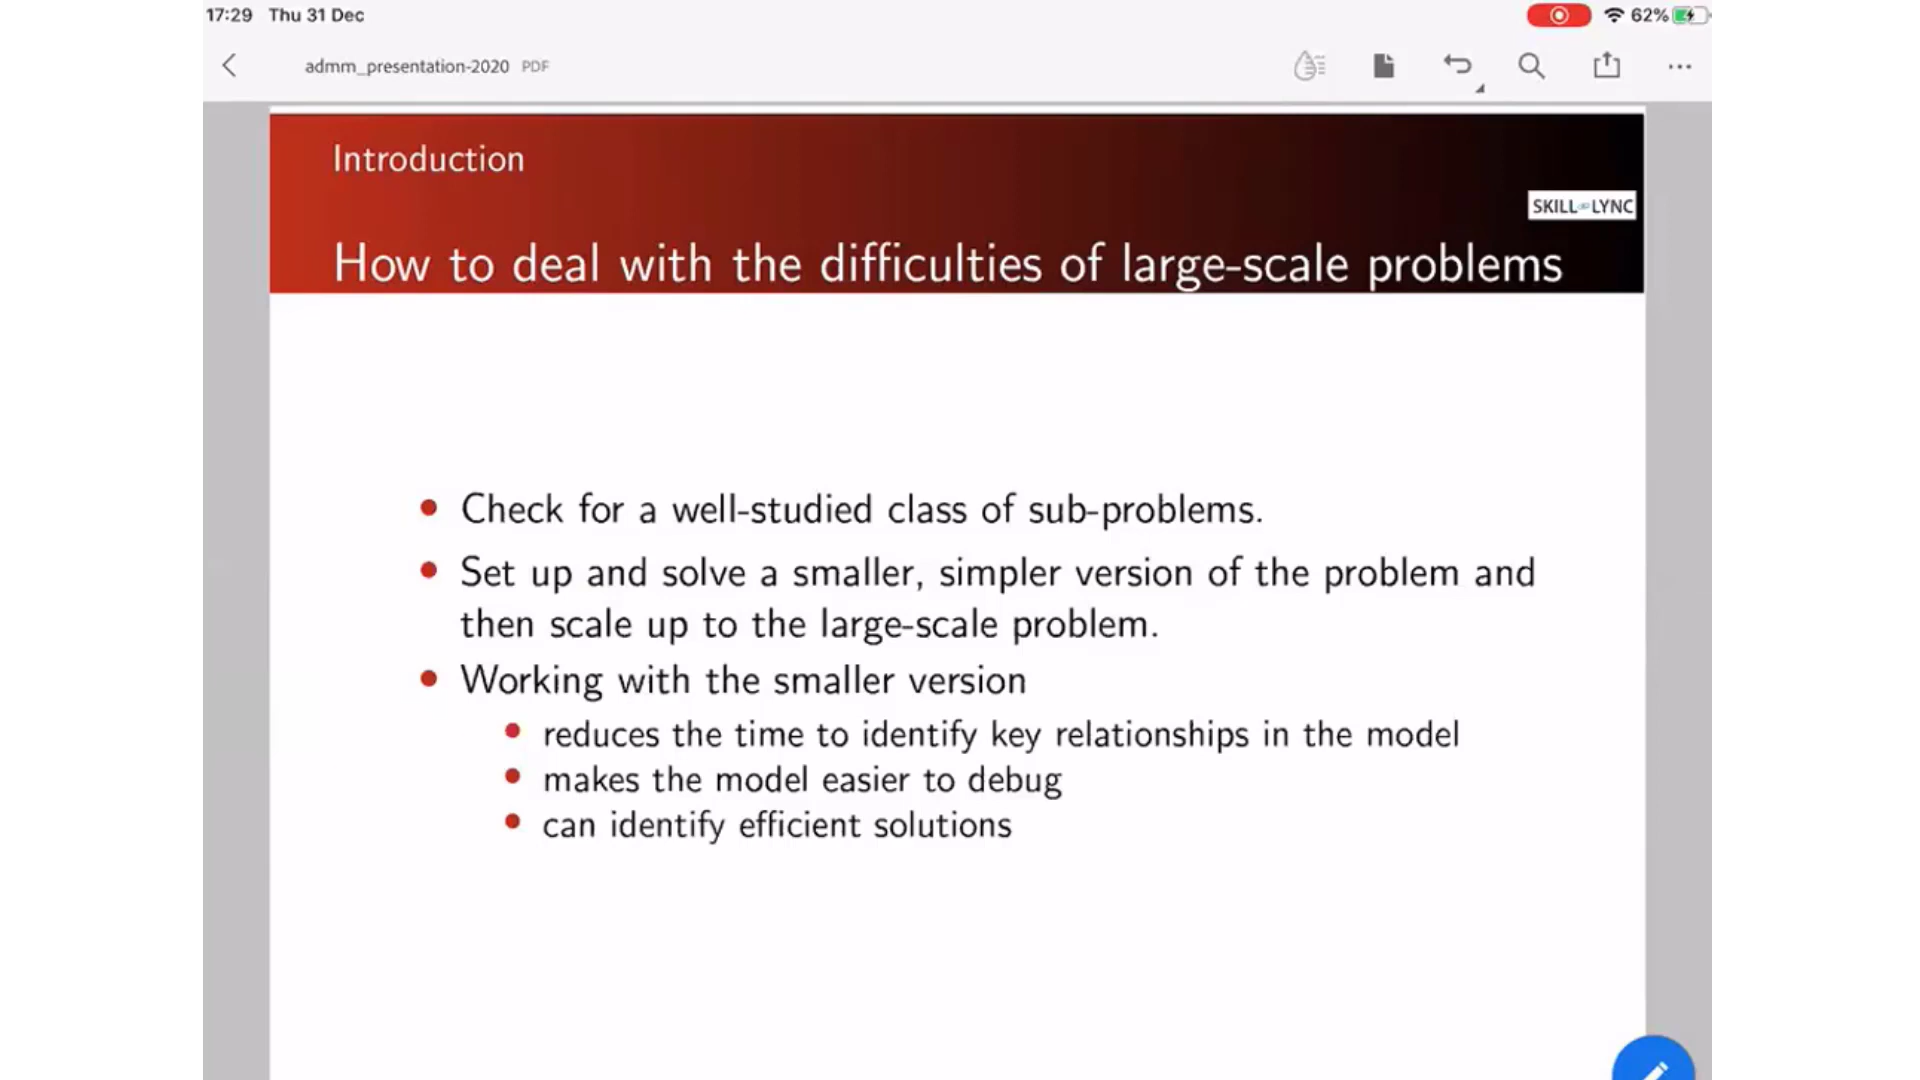 17:29 Thu 31 Dec
62%
admm_presentation-2020 PDF
Introduction
SKILL LYNC
How to deal with the difficulties of large-scale problems
Check for a well-studied class of sub-problems.
Set up and solve a smaller, simpler version of the problem and
then scale up to the large-scale problem.
Working with the smaller version
reduces the time to identify key relationships in the model
makes the model easier to debug
can identify efficient solutions